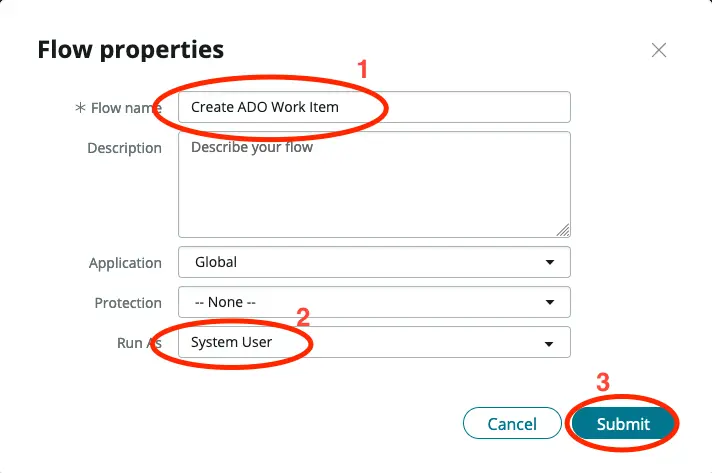 Flow properties
1
Flow name Create ADO Work Item
Description Describe your flow
Application Global
Protection -- None --
2
Run As System User
3
Cancel Submit